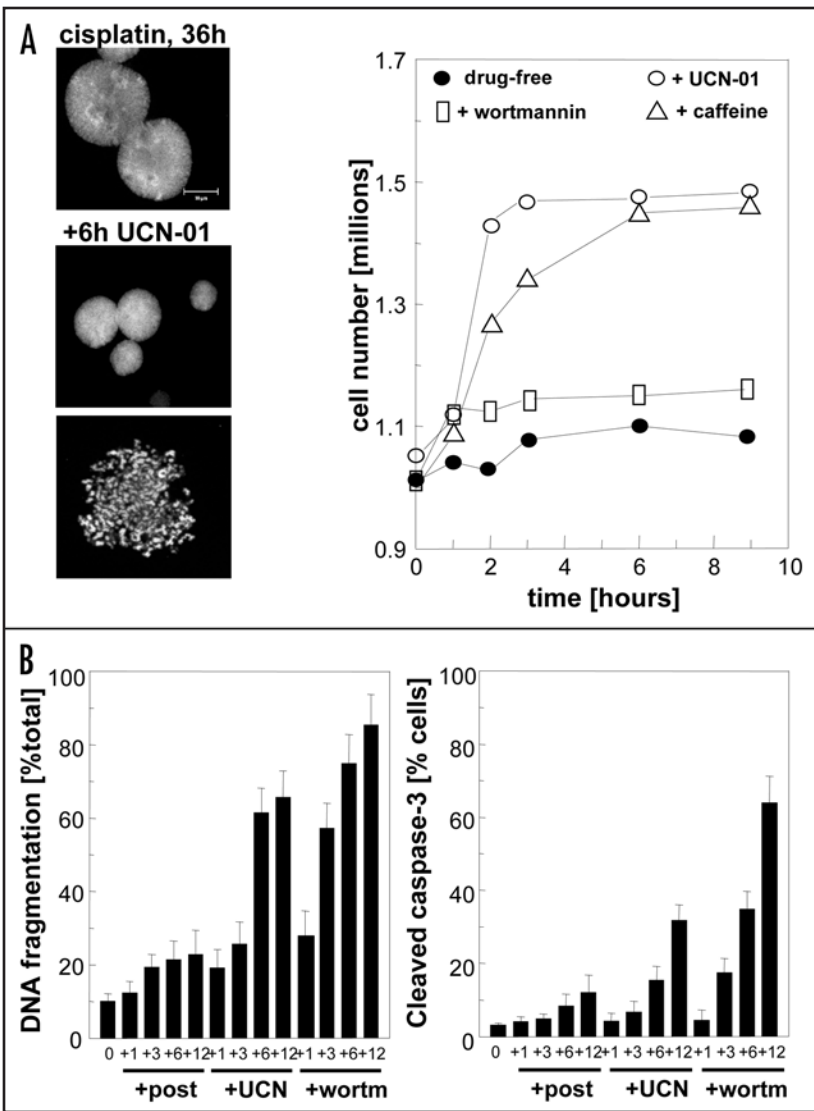 A
cisplatin, 36h
+6h UCN-01
cell number [millions]
1.7
1.5
1.3
1.1
0.9
drug-free
+ UCN-01
+ wortmannin
+ caffeine
0 2 4 6 8 10
time [hours]
B
DNA fragmentation [%total]
100
80
60
40
20
0
0 +1 +3 +6 +12 +1 +3 +6 +12 +1 +3 +6 +12
+post +UCN +wortm
Cleaved caspase-3 [% cells]
100
80
60
40
20
0
0 +1 +3 +6 +12 +1 +3 +6 +12 +1 +3 +6 +12
+post +UCN +wortm